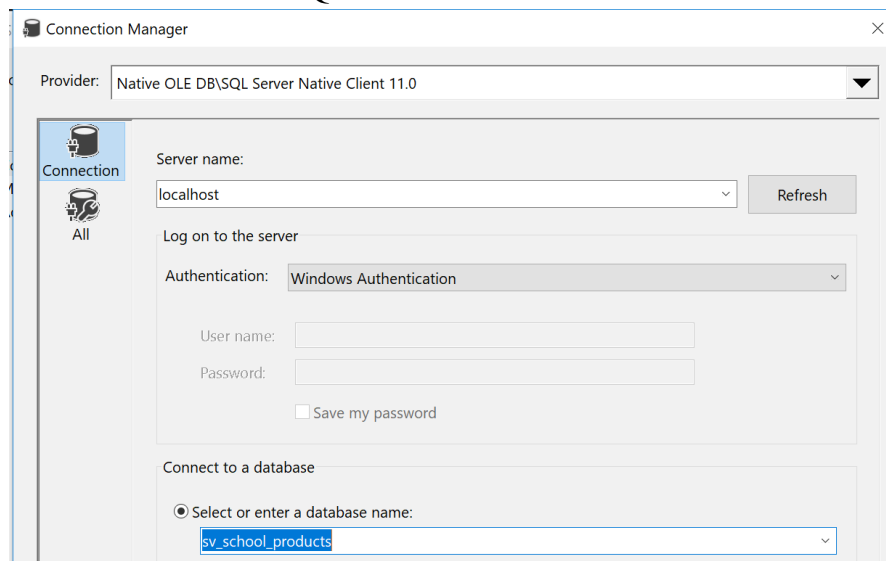 Connection Manager
Provider: Native OLE DB\SQL Server Native Client 11.0
Connection
All
Server name:
localhost
Refresh
Log on to the server
Authentication: Windows Authentication
User name:
Password:
Save my password
Connect to a database
Select or enter a database name:
sv_school_products